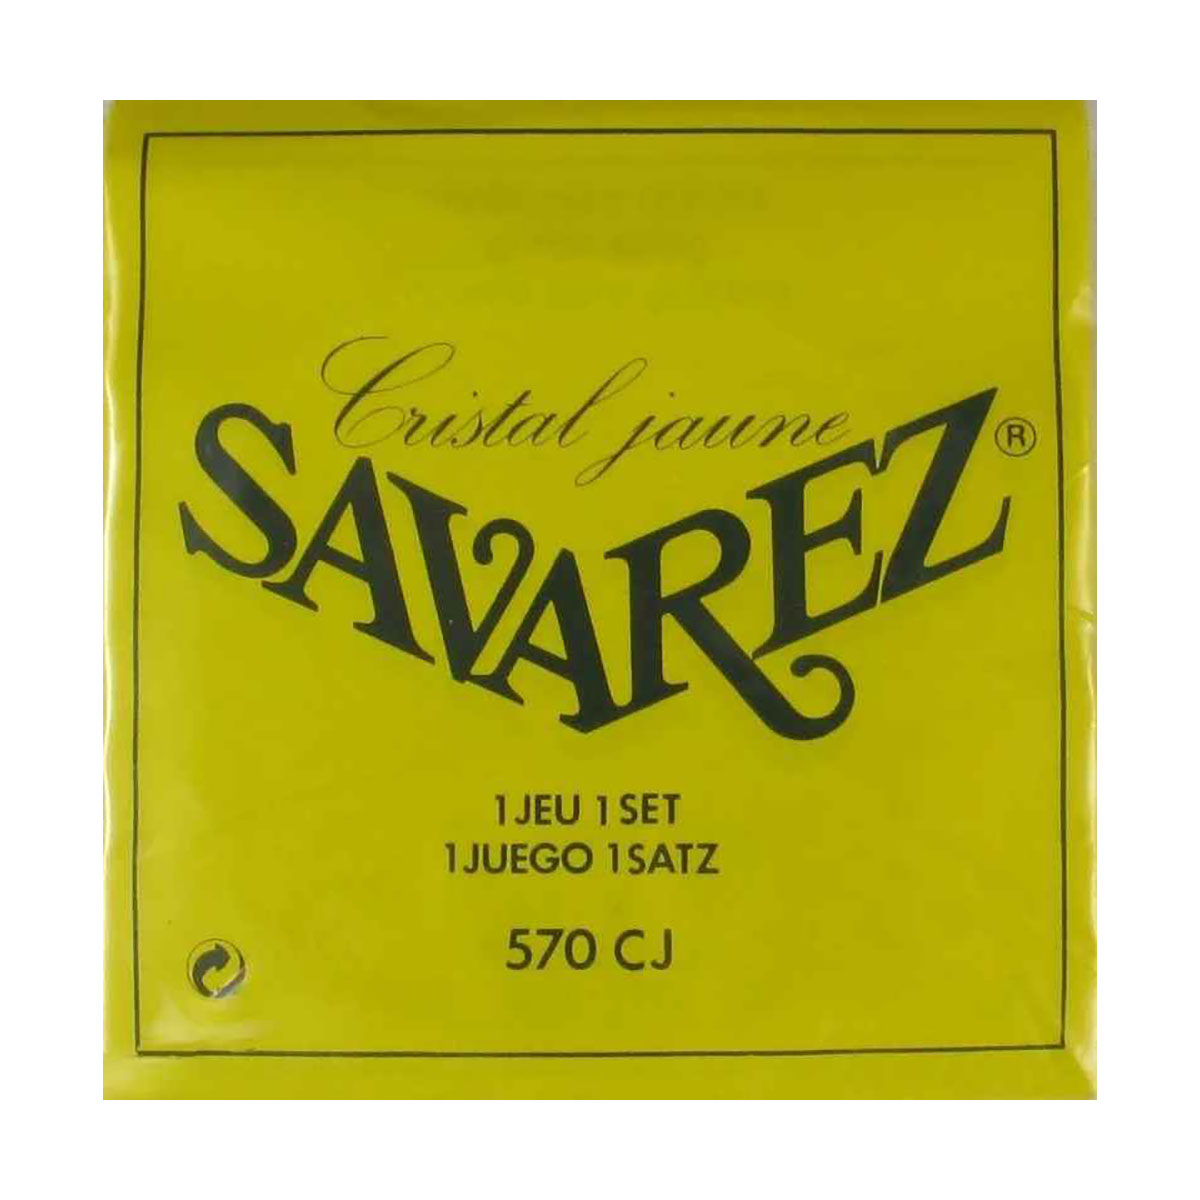 Cristal jaune
SAVAREZ®
1 JEU 1 SET
1 JUEGO 1 SATZ
570 CJ